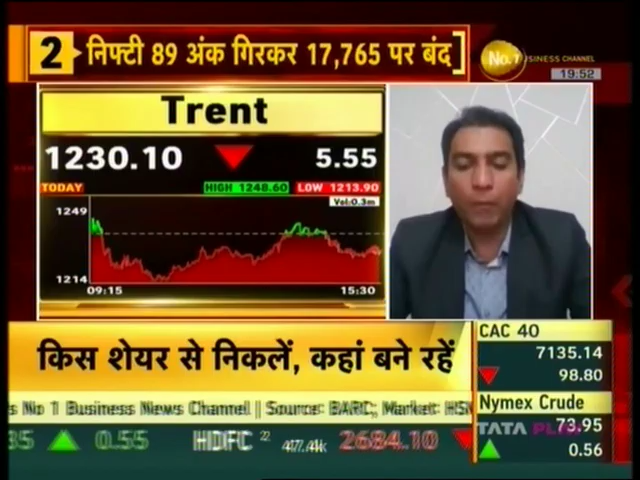 2 निफ्टी 89 अंक गिरकर 17,765 पर बंद
No.1 BUSINESS CHANNEL
19:52
Trent
1230.10 5.55
TODAY HIGH 1248.60 LOW 1213.90
Vol:0.3m
1249
1214
09:15 15:30
किस शेयर से निकलें, कहां बने रहें
CAC 40
7135.14
98.80
Nymex Crude
73.95
TATA PLAY
0.56
s No 1 Business News Channel | Source: BARC; Market: HSM
35 0.55 HDFC 2684.10